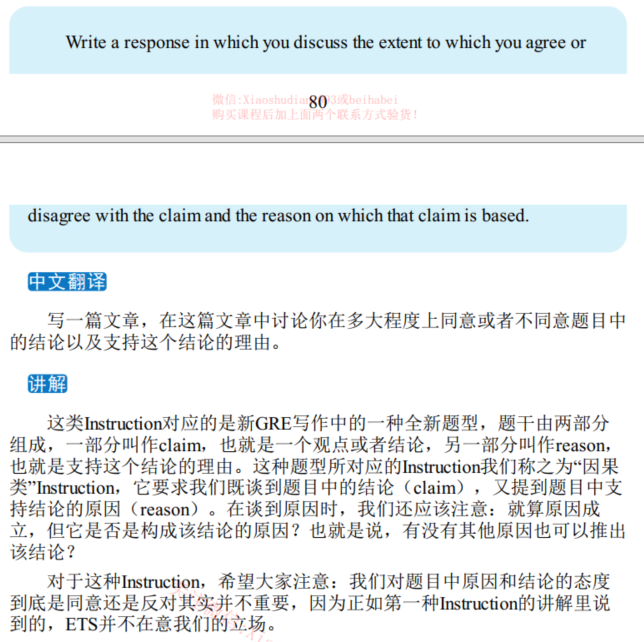 Write a response in which you discuss the extent to which you agree or
80
购买课程后加上面两个联系方式验货！
disagree with the claim and the reason on which that claim is based.
中文翻译
写一篇文章，在这篇文章中讨论你在多大程度上同意或者不同意题目中
的结论以及支持这个结论的理由。
讲解
这类Instruction对应的是新GRE写作中的一种全新题型，题干由两部分
组成，一部分叫作claim，也就是一个观点或者结论，另一部分叫作reason，
也就是支持这个结论的理由。这种题型所对应的Instruction我们称之为“因果
类”Instruction，它要求我们既谈到题目中的结论（claim），又提到题目中支
持结论的原因（reason）。在谈到原因时，我们还应该注意：就算原因成
立，但它是否是构成该结论的原因？也就是说，有没有其他原因也可以推出
该结论？
对于这种Instruction，希望大家注意：我们对题目中原因和结论的态度
到底是同意还是反对其实并不重要，因为正如第一种Instruction的讲解里说
到的，ETS并不在意我们的立场。